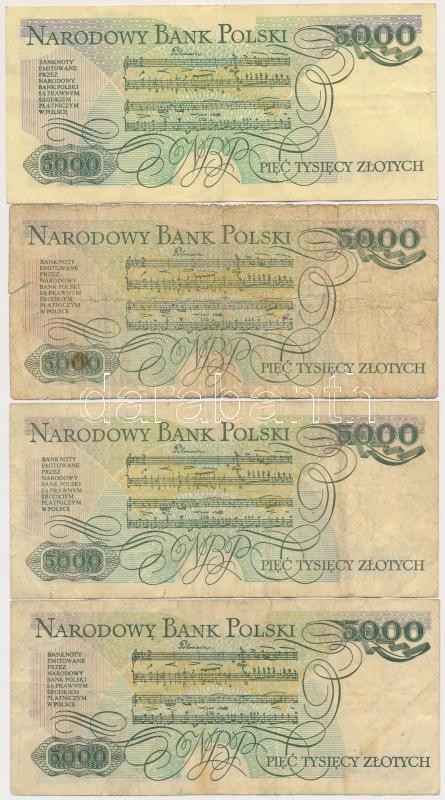 NARODOWY BANK POLSKI
5000
Polonaise
BANKNOTY
EMITOWANE
PRZEZ
NARODOWY
BANK POLSKI
SĄ PRAWNYM
ŚRODKIEM
PŁATNICZYM
W POLSCE
5000
NBP
PIĘĆ TYSIĘCY ZŁOTYCH
NARODOWY BANK POLSKI
5000
Polonaise
BANKNOTY
EMITOWANE
PRZEZ
NARODOWY
BANK POLSKI
SĄ PRAWNYM
ŚRODKIEM
PŁATNICZYM
W POLSCE
5000
NBP
PIĘĆ TYSIĘCY ZŁOTYCH
darabanth
NARODOWY BANK POLSKI
5000
Polonaise
BANKNOTY
EMITOWANE
PRZEZ
NARODOWY
BANK POLSKI
SĄ PRAWNYM
ŚRODKIEM
PŁATNICZYM
W POLSCE
5000
NBP
PIĘĆ TYSIĘCY ZŁOTYCH
NARODOWY BANK POLSKI
5000
Polonaise
BANKNOTY
EMITOWANE
PRZEZ
NARODOWY
BANK POLSKI
SĄ PRAWNYM
ŚRODKIEM
PŁATNICZYM
W POLSCE
5000
NBP
PIĘĆ TYSIĘCY ZŁOTYCH